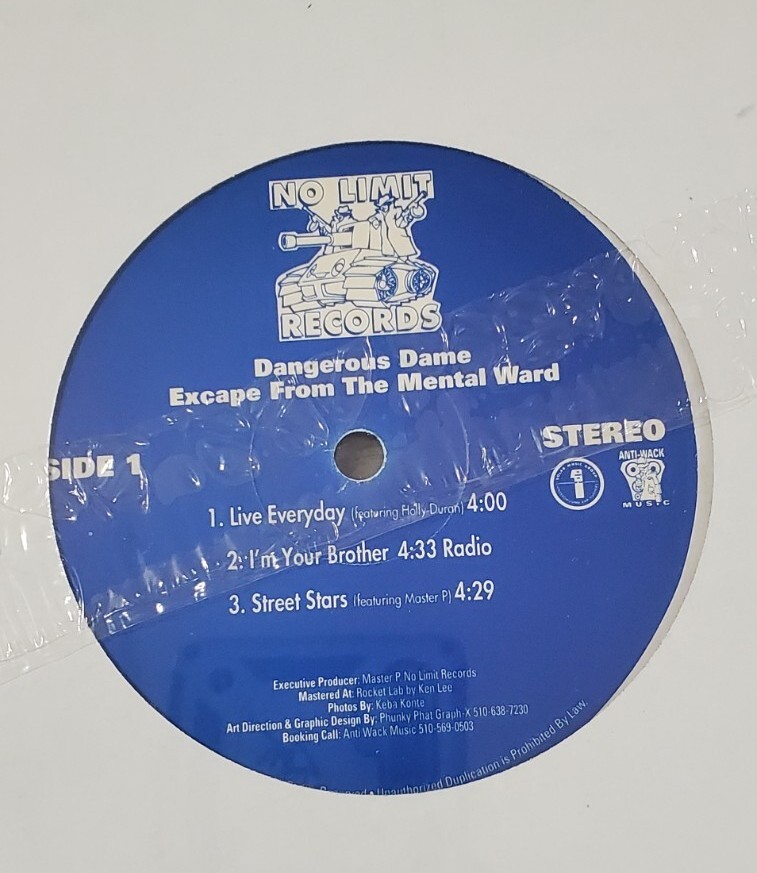 NO LIMIT
RECORDS
Dangerous Dame
Excape From The Mental Ward
STEREO
SIDE 1
ANTI-WACK
MUSIC
1. Live Everyday (featuring Holly Duran) 4:00
2. I'm Your Brother 4:33 Radio
3. Street Stars (featuring Master P) 4:29
Executive Producer: Master P No Limit Records
Mastered At: Rocket Lab by Ken Lee
Photos By: Keba Konte
Art Direction & Graphic Design By: Phunky Phat Graph-X 510-638-7230
Booking Call: Anti Wack Music 510-569-0503
• Unauthorized Duplication is Prohibited By Law.